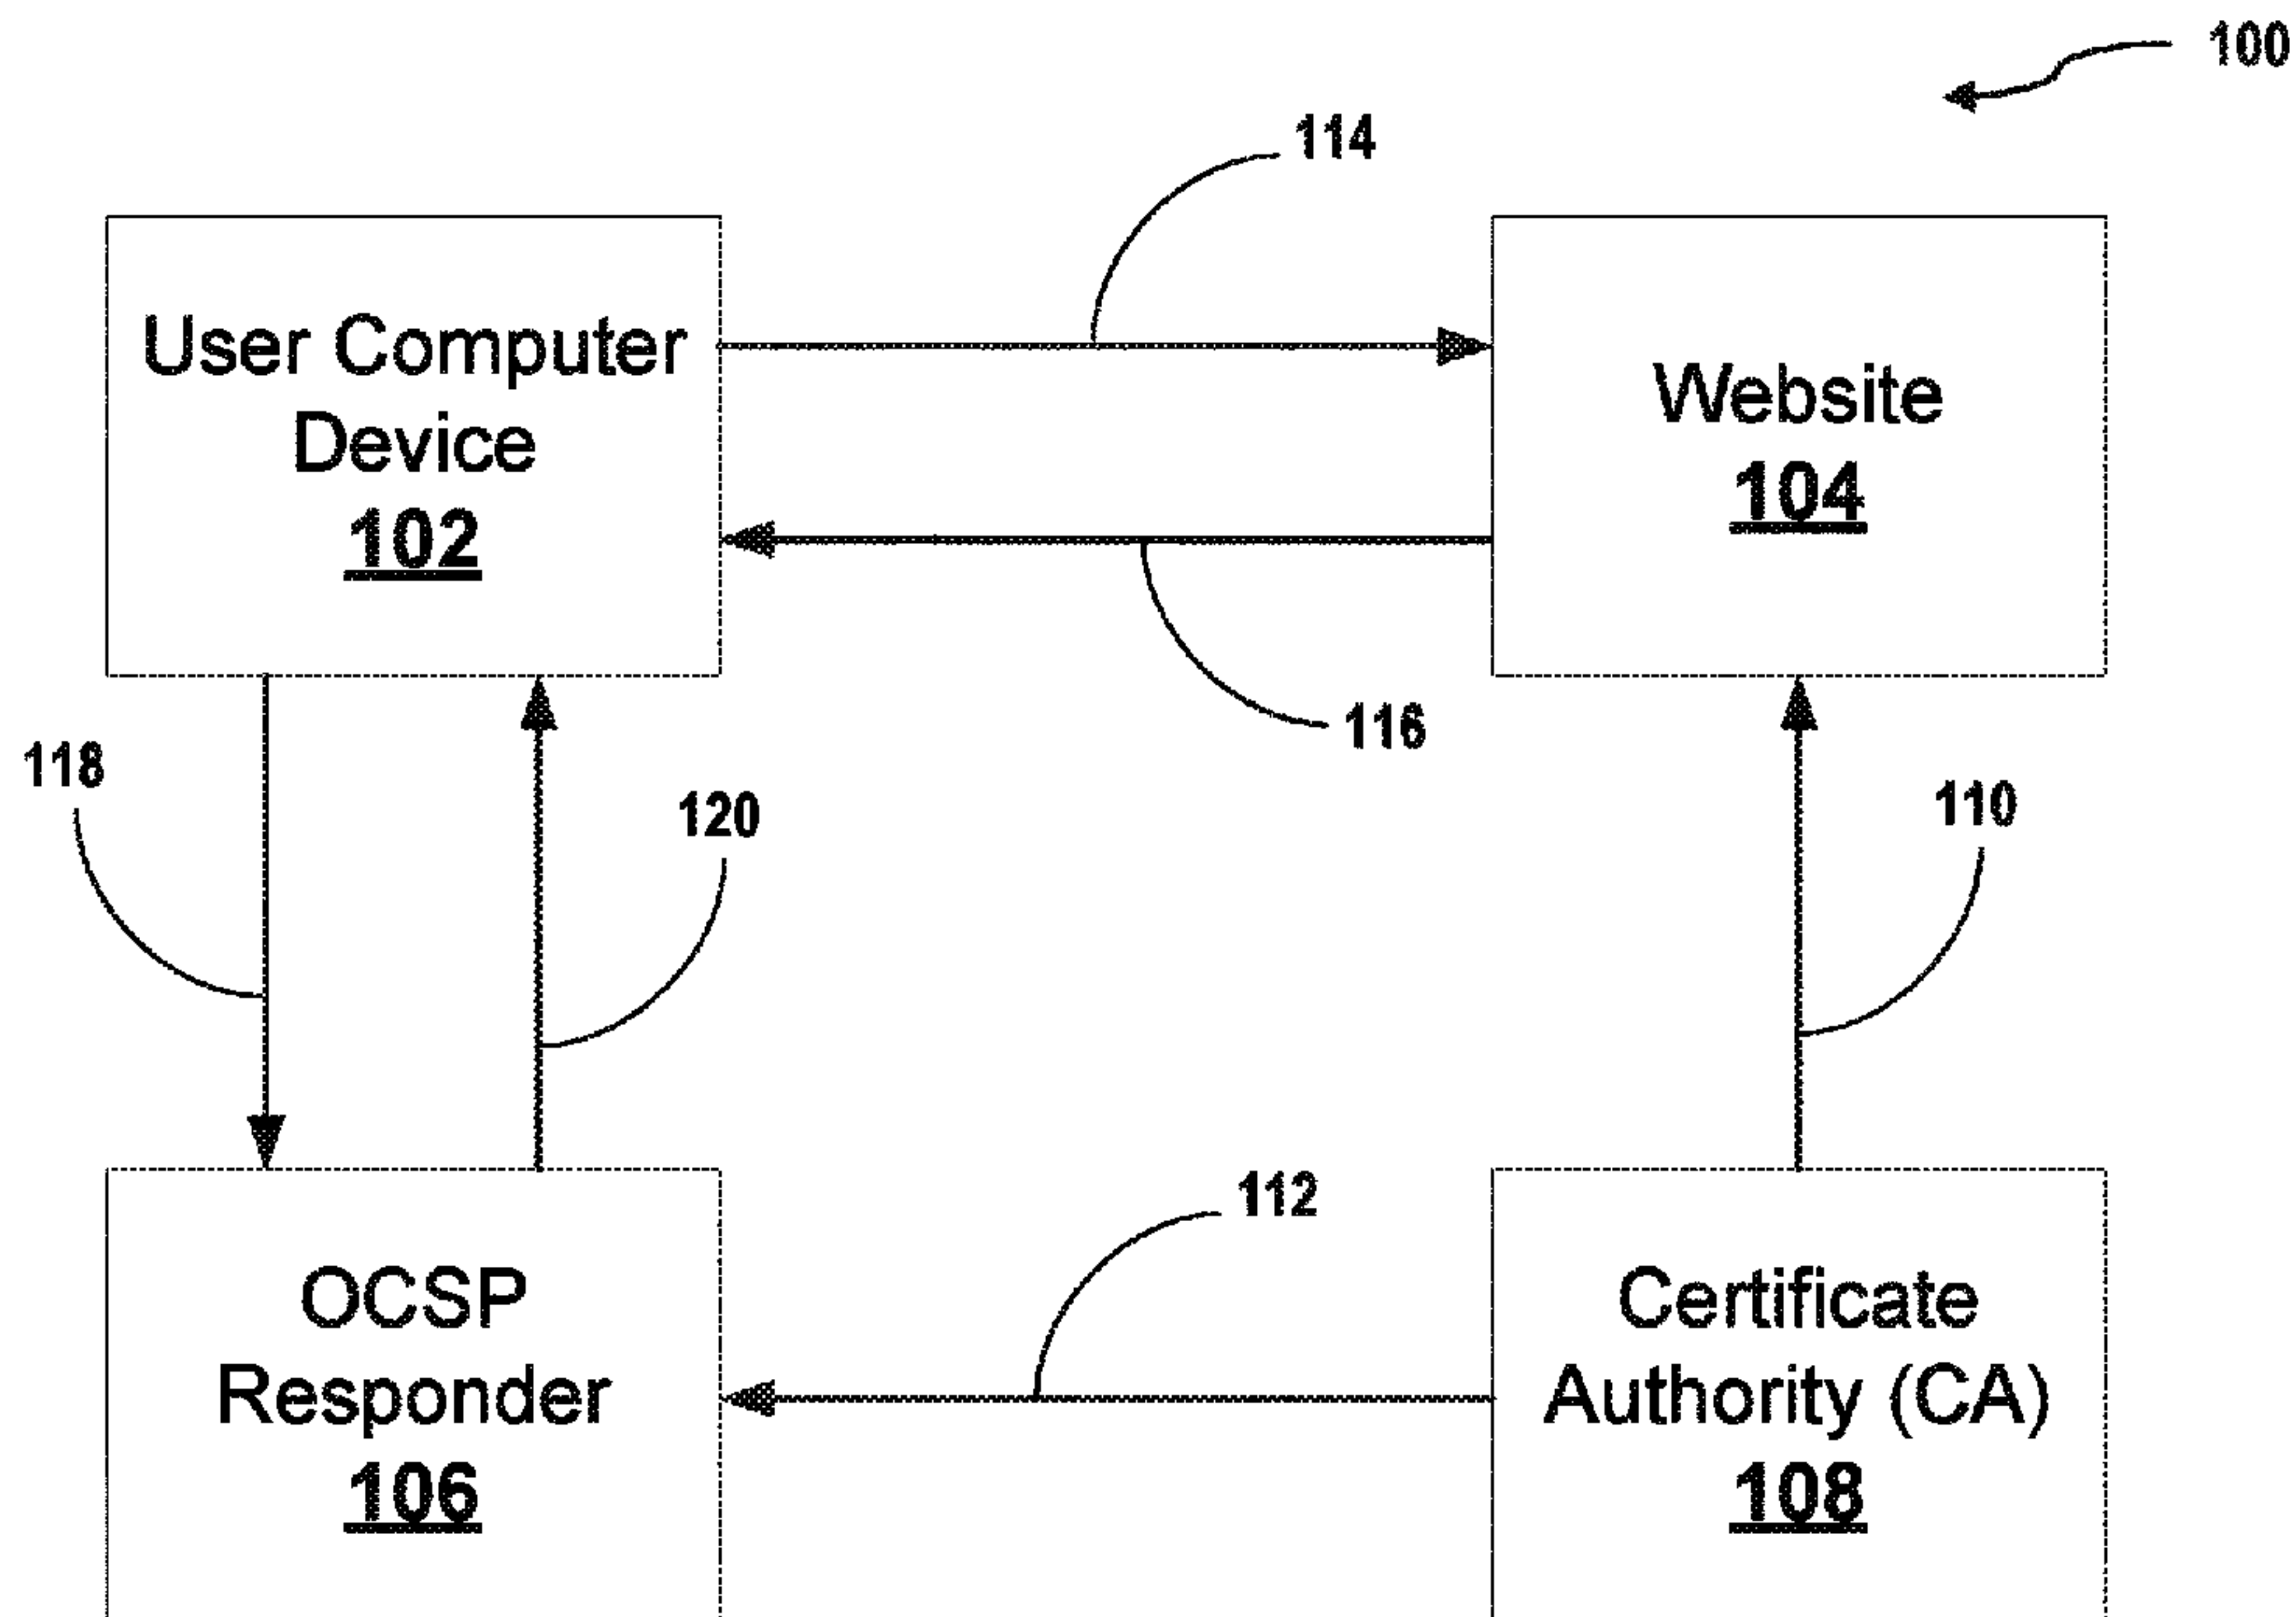 100
114
User Computer
Device
102
Website
104
116
118
120
110
112
OCSP
Responder
106
Certificate
Authority (CA)
108